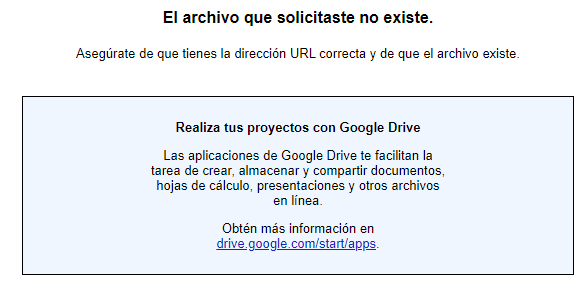 El archivo que solicitaste no existe.
Asegúrate de que tienes la dirección URL correcta y de que el archivo existe.
Realiza tus proyectos con Google Drive
Las aplicaciones de Google Drive te facilitan la
tarea de crear, almacenar y compartir documentos,
hojas de cálculo, presentaciones y otros archivos
en línea.
Obtén más información en
drive.google.com/start/apps.